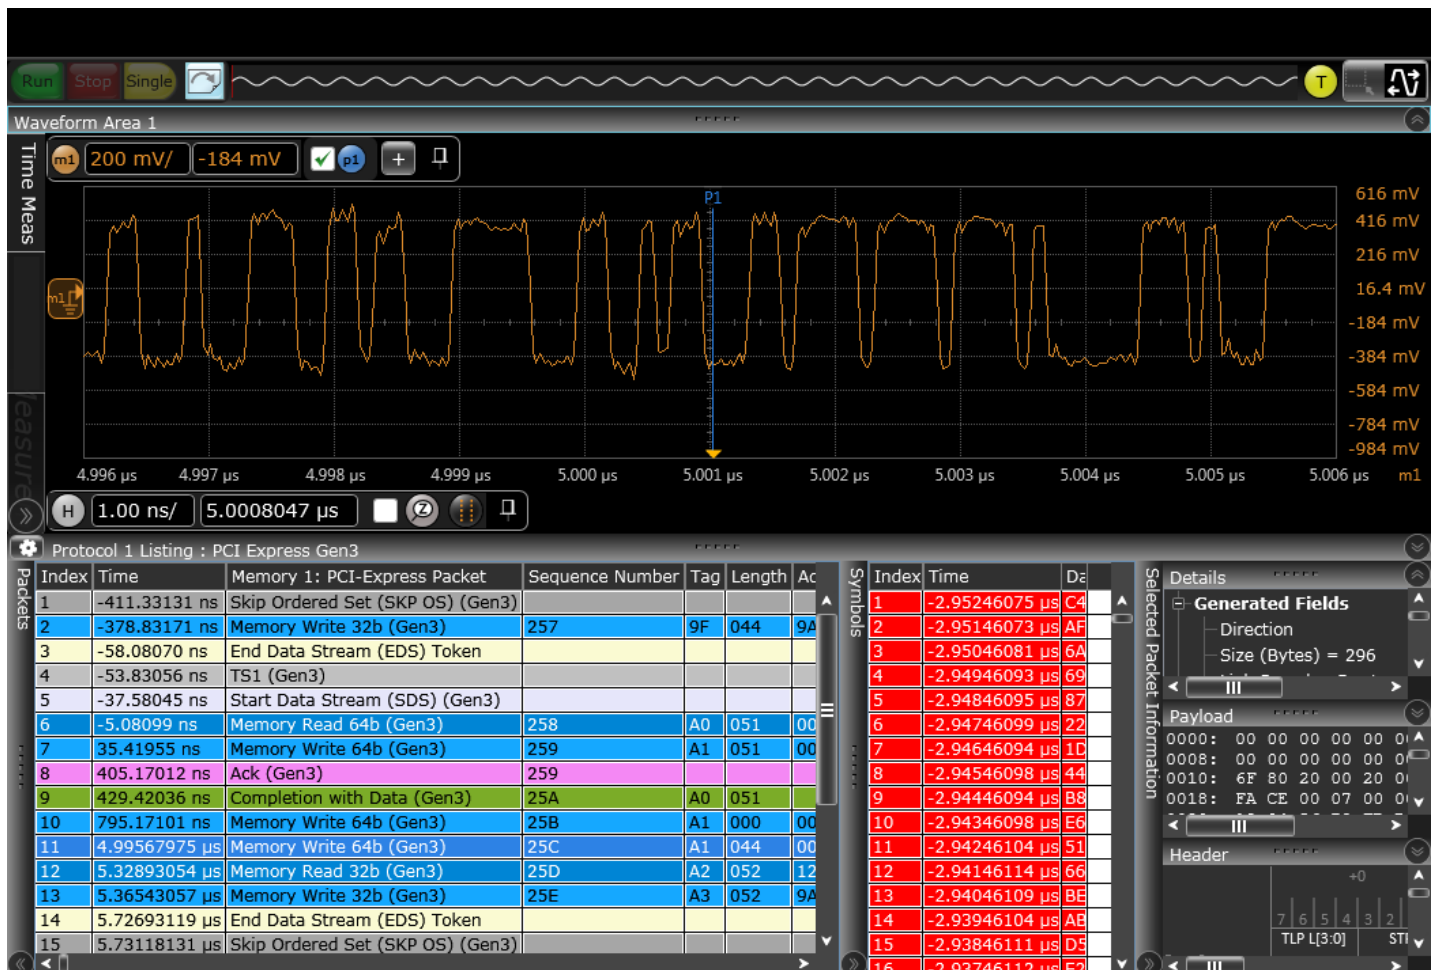 Run Stop Single T
Waveform Area 1
Time Meas
m1 200 mV/ -184 mV p1 +
P1
616 mV
416 mV
216 mV
16.4 mV
-184 mV
-384 mV
-584 mV
-784 mV
-984 mV
m1
4.996 µs 4.997 µs 4.998 µs 4.999 µs 5.000 µs 5.001 µs 5.002 µs 5.003 µs 5.004 µs 5.005 µs 5.006 µs m1
H 1.00 ns/ 5.0008047 µs Z
Protocol 1 Listing : PCI Express Gen3
Packets
Index Time Memory 1: PCI-Express Packet Sequence Number Tag Length Ad
1 -411.33131 ns Skip Ordered Set (SKP OS) (Gen3)
2 -378.83171 ns Memory Write 32b (Gen3) 257 9F 044 9A
3 -58.08070 ns End Data Stream (EDS) Token
4 -53.83056 ns TS1 (Gen3)
5 -37.58045 ns Start Data Stream (SDS) (Gen3)
6 -5.08099 ns Memory Read 64b (Gen3) 258 A0 051 00
7 35.41955 ns Memory Write 64b (Gen3) 259 A1 051 00
8 405.17012 ns Ack (Gen3) 259
9 429.42036 ns Completion with Data (Gen3) 25A A0 051
10 795.17101 ns Memory Write 64b (Gen3) 25B A1 000 00
11 4.99567975 µs Memory Write 64b (Gen3) 25C A1 044 00
12 5.32893054 µs Memory Read 32b (Gen3) 25D A2 052 12
13 5.36543057 µs Memory Write 32b (Gen3) 25E A3 052 9A
14 5.72693119 µs End Data Stream (EDS) Token
15 5.73118131 µs Skip Ordered Set (SKP OS) (Gen3)
Symbols
Index Time Da
1 -2.95246075 µs C4
2 -2.95146073 µs AF
3 -2.95046081 µs 6A
4 -2.94946093 µs 69
5 -2.94846095 µs 87
6 -2.94746099 µs 22
7 -2.94646094 µs 1D
8 -2.94546098 µs 44
9 -2.94446094 µs B8
10 -2.94346098 µs E6
11 -2.94246104 µs 51
12 -2.94146114 µs 66
13 -2.94046109 µs BE
14 -2.93946104 µs AB
15 -2.93846111 µs D5
16 -2.93746112 µs E2
Selected Packet Information
Details
Generated Fields
Direction
Size (Bytes) = 296
Payload
0000: 00 00 00 00 00
0008: 00 00 00 00 00
0010: 6F 80 20 00 20
0018: FA CE 00 07 00
Header
+0
7 6 5 4 3 2
TLP L[3:0] ST